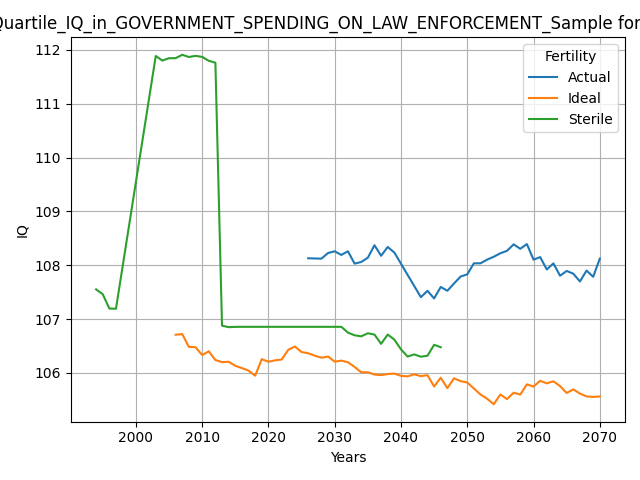 Quartile_IQ_in_GOVERNMENT_SPENDING_ON_LAW_ENFORCEMENT_Sample for
Fertility
Actual
Ideal
Sterile
112
111
110
109
108
107
106
IQ
2000 2010 2020 2030 2040 2050 2060 2070
Years